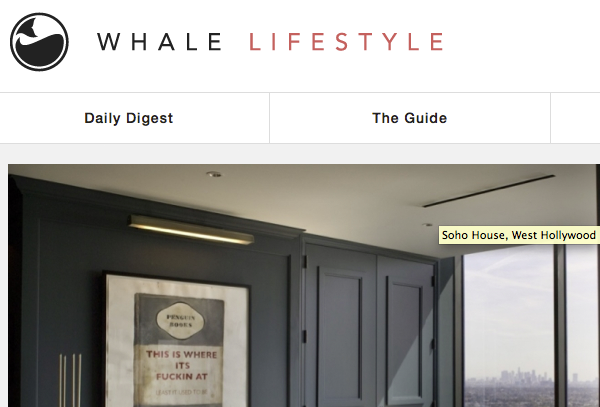 WHALE LIFESTYLE
Daily Digest
The Guide
Soho House, West Hollywood
PENGUIN
BOOKS
THIS IS WHERE
ITS
FUCKIN AT